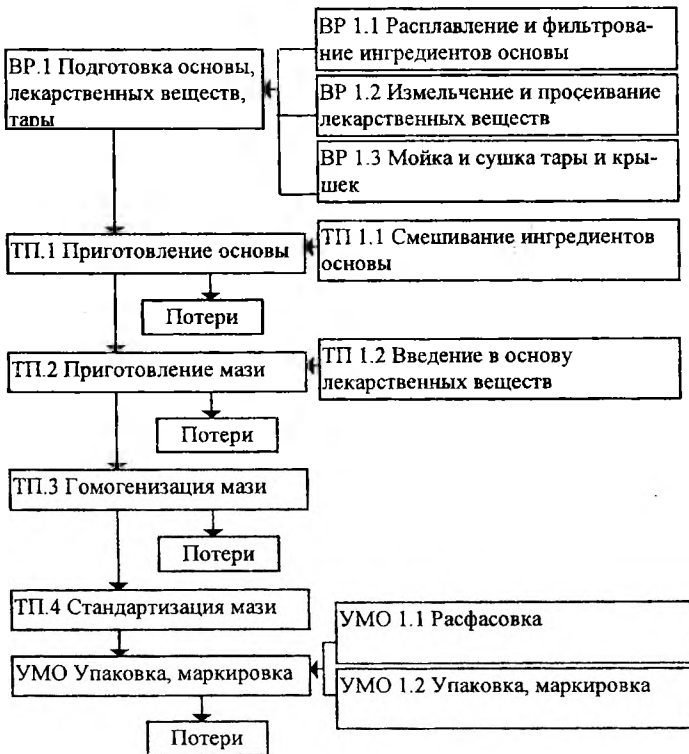 ВР.1 Подготовка основы,
лекарственных веществ,
тары
ВР 1.1 Расплавление и фильтрова-
ние ингредиентов основы
ВР 1.2 Измельчение и просеивание
лекарственных веществ
ВР 1.3 Мойка и сушка тары и кры-
шек
ТП.1 Приготовление основы
ТП 1.1 Смешивание ингредиентов
основы
Потери
ТП.2 Приготовление мази
ТП 1.2 Введение в основу
лекарственных веществ
Потери
ТП.3 Гомогенизация мази
Потери
ТП.4 Стандартизация мази
УМО 1.1 Расфасовка
УМО Упаковка, маркировка
УМО 1.2 Упаковка, маркировка
Потери